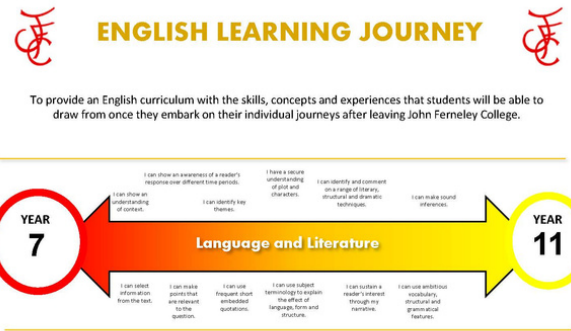 ENGLISH LEARNING JOURNEY
To provide an English curriculum with the skills, concepts and experiences that students will be able to
draw from once they embark on their individual journeys after leaving John Ferneley College.
I can show an awareness of a reader's
response over different time periods.
I have a secure
understanding
of plot and
characters.
I can identify and comment
on a range of literary,
structural and dramatic
techniques.
I can show an
understanding
of context.
I can identify key
themes.
I can make sound
inferences.
YEAR
7
Language and Literature
YEAR
11
I can select
information
from the text.
I can make
points that
are relevant
to the
question.
I can use
frequent short
embedded
quotations.
I can use subject
terminology to explain
the effect of
language, form and
structure.
I can sustain a
reader's interest
through my
narrative.
I can use ambitious
vocabulary,
structural and
grammatical
features.